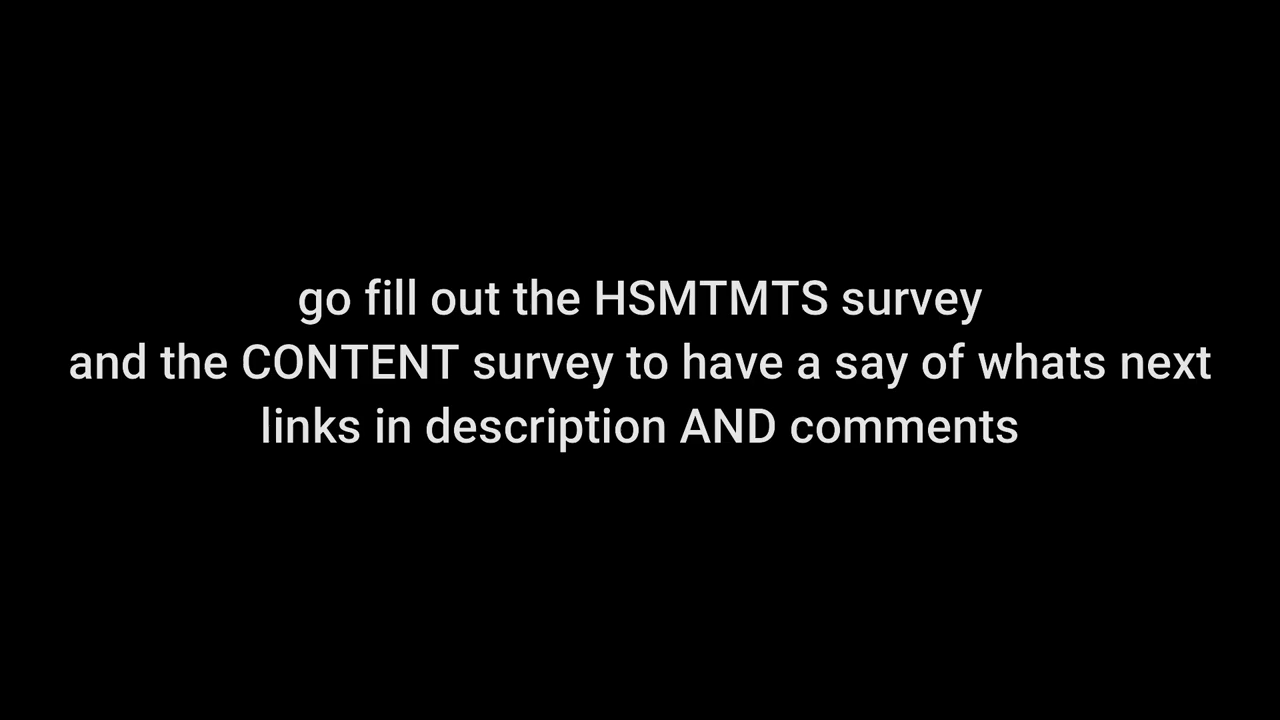 go fill out the HSMTMTS survey
and the CONTENT survey to have a say of whats next
links in description AND comments